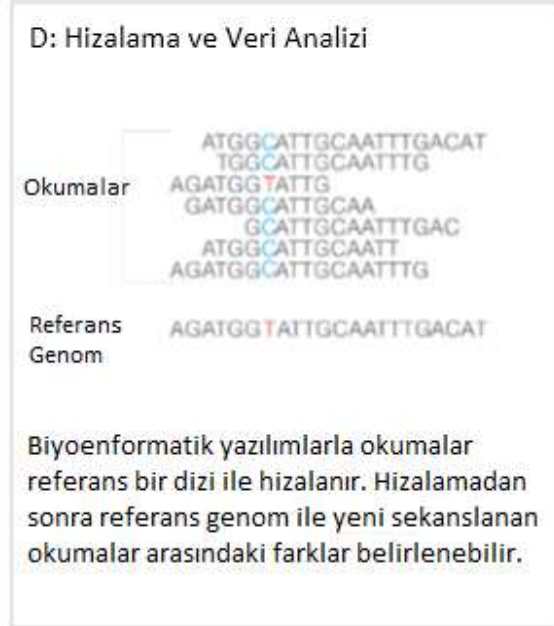 D: Hizalama ve Veri Analizi
ATGGCATTGCAATTTGACAT
TGGCATTGCAATTTG
Okumalar
AGATGGTATTG
GATGGCATTGCAA
GCATTGCAATTTGAC
ATGGCATTGCAATT
AGATGGCATTGCAATTTG
Referans
Genom
AGATGGTATTGCAATTTGACAT
Biyoenformatik yazılımlarla okumalar
referans bir dizi ile hizalanır. Hizalamadan
sonra referans genom ile yeni sekanslanan
okumalar arasındaki farklar belirlenebilir.